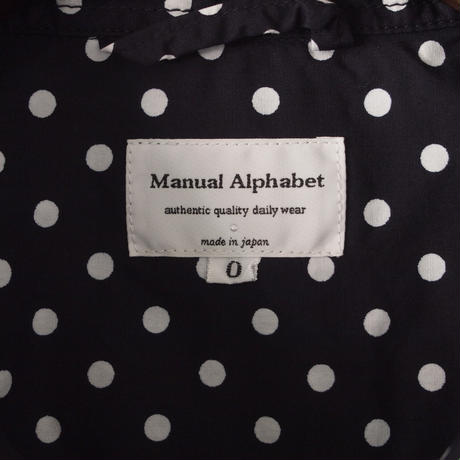 Manual Alphabet
authentic quality daily wear
made in japan
0